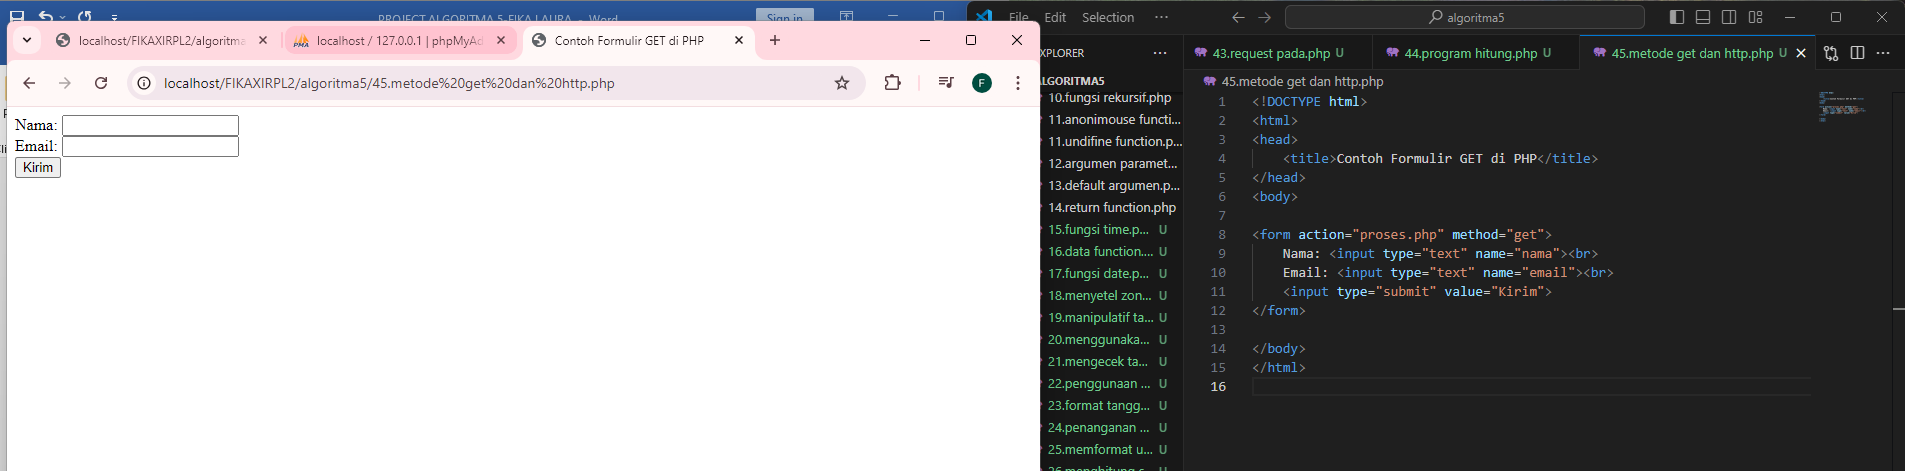 PROJECT ALGORITMA 5-FIKA LAURA - Word
Sign in
localhost/FIKAXIRPL2/algoritma
localhost / 127.0.0.1 | phpMyAd
Contoh Formulir GET di PHP
localhost/FIKAXIRPL2/algoritma5/45.metode%20get%20dan%20http.php
F
Nama:
Email:
Kirim
File Edit Selection ...
algoritma5
EXPLORER
ALGORITMA5
10.fungsi rekursif.php
11.anonimouse functi...
11.undifine function.p...
12.argumen paramet...
13.default argumen.p...
14.return function.php
15.fungsi time.p... U
16.data function.... U
17.fungsi date.p... U
18.menyetel zon... U
19.manipulatif ta... U
20.menggunaka... U
21.mengecek ta... U
22.penggunaan ... U
23.format tangg... U
24.penanganan ... U
25.memformat u... U
43.request pada.php U
44.program hitung.php U
45.metode get dan http.php U
45.metode get dan http.php
1 <!DOCTYPE html>
2 <html>
3 <head>
4 <title>Contoh Formulir GET di PHP</title>
5 </head>
6 <body>
7
8 <form action="proses.php" method="get">
9 Nama: <input type="text" name="nama"><br>
10 Email: <input type="text" name="email"><br>
11 <input type="submit" value="Kirim">
12 </form>
13
14 </body>
15 </html>
16